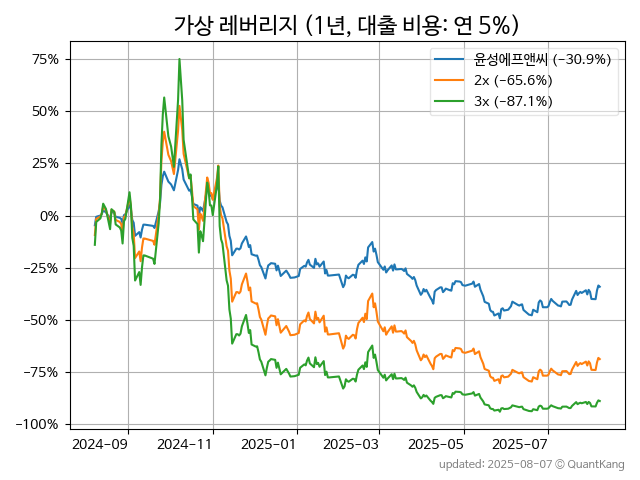 가상 레버리지 (1년, 대출 비용: 연 5%)
75%
50%
25%
0%
−25%
−50%
−75%
−100%
윤성에프앤씨 (−30.9%)
2x (−65.6%)
3x (−87.1%)
2024-09 2024-11 2025-01 2025-03 2025-05 2025-07
updated: 2025-08-07 © QuantKang